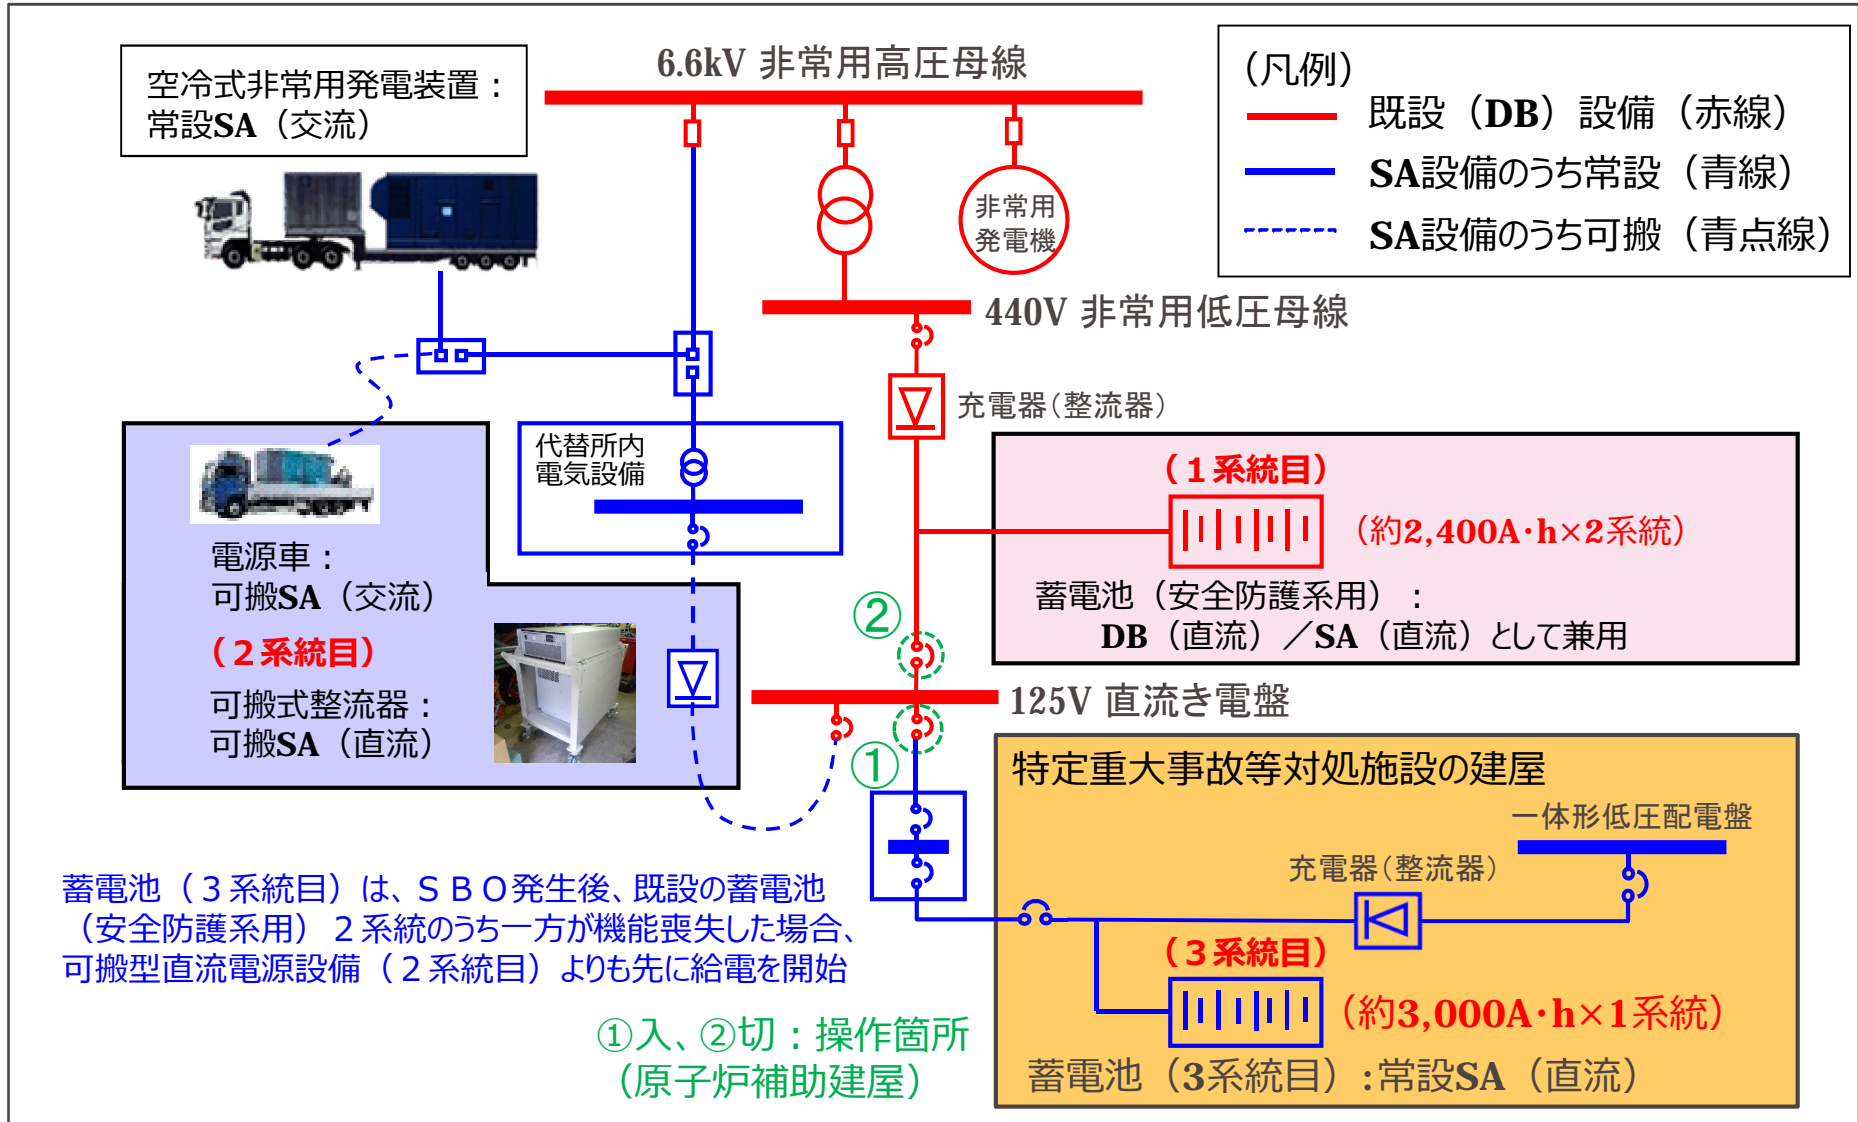 空冷式非常用発電装置：
常設SA（交流）
6.6kV 非常用高圧母線
（凡例）
既設（DB）設備（赤線）
SA設備のうち常設（青線）
SA設備のうち可搬（青点線）
非常用
発電機
440V 非常用低圧母線
充電器（整流器）
代替所内
電気設備
（１系統目）
（約2,400A･h×2系統）
蓄電池（安全防護系用）：
DB（直流）／SA（直流）として兼用
電源車：
可搬SA（交流）
（２系統目）
可搬式整流器：
可搬SA（直流）
②
125V 直流き電盤
①
特定重大事故等対処施設の建屋
一体形低圧配電盤
充電器（整流器）
（３系統目）
（約3,000A･h×1系統）
蓄電池（3系統目）:常設SA（直流）
蓄電池（３系統目）は、ＳＢＯ発生後、既設の蓄電池
（安全防護系用）２系統のうち一方が機能喪失した場合、
可搬型直流電源設備（２系統目）よりも先に給電を開始
①入、②切：操作箇所
（原子炉補助建屋）